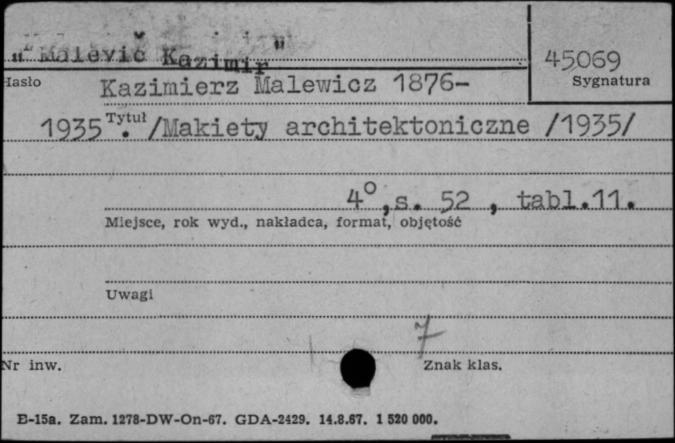 "Malevič Kazimir"
45069
Hasło
Sygnatura
Kazimierz Malewicz 1876-
1935. Tytuł /Makiety architektoniczne /1935/
4°, s. 52 , tabl.11.
Miejsce, rok wyd., nakładca, format, objętość
Uwagi
7
Nr inw.
Znak klas.
E-15a. Zam. 1278-DW-On-67. GDA-2429. 14.8.67. 1 520 000.